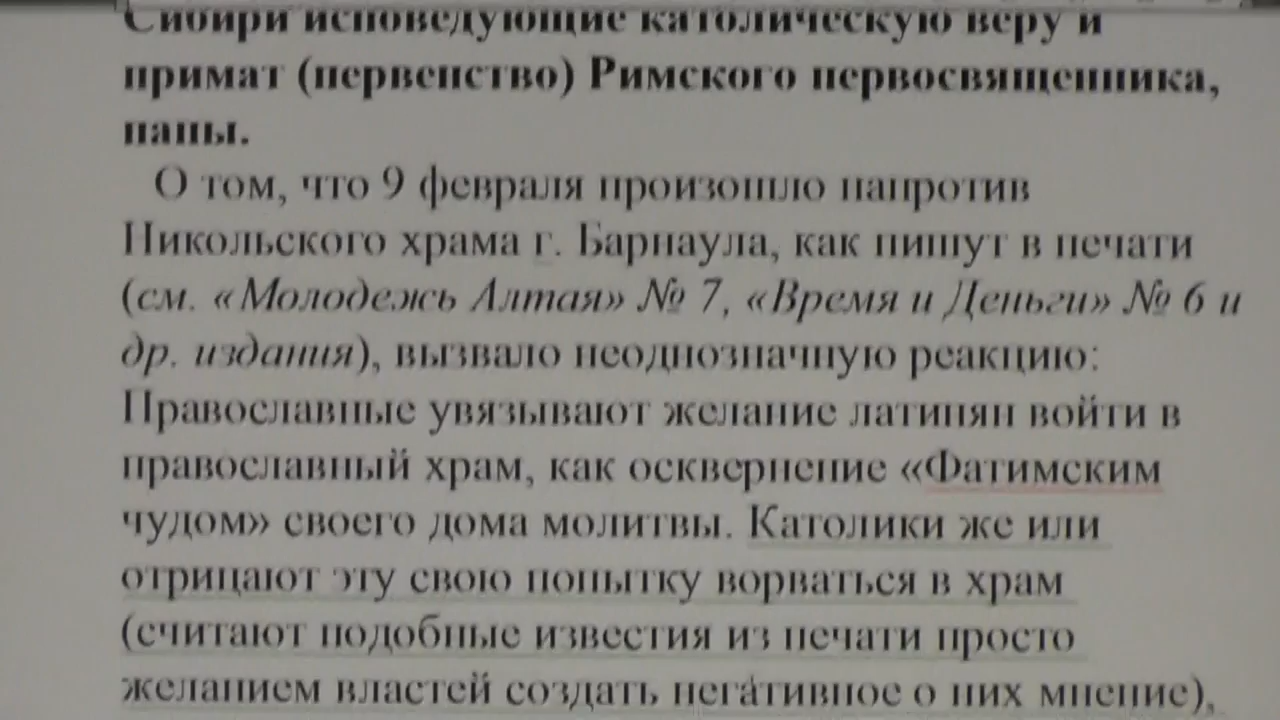 Сибири исповедующие католическую веру и
примат (первенство) Римского первосвященника,
папы.
О том, что 9 февраля произошло напротив
Никольского храма г. Барнаула, как пишут в печати
(см. «Молодежь Алтая» № 7, «Время и Деньги» № 6 и
др. издания), вызвало неоднозначную реакцию:
Православные увязывают желание латинян войти в
православный храм, как осквернение «Фатимским
чудом» своего дома молитвы. Католики же или
отрицают эту свою попытку ворваться в храм
(считают подобные известия из печати просто
желанием властей создать негативное о них мнение),